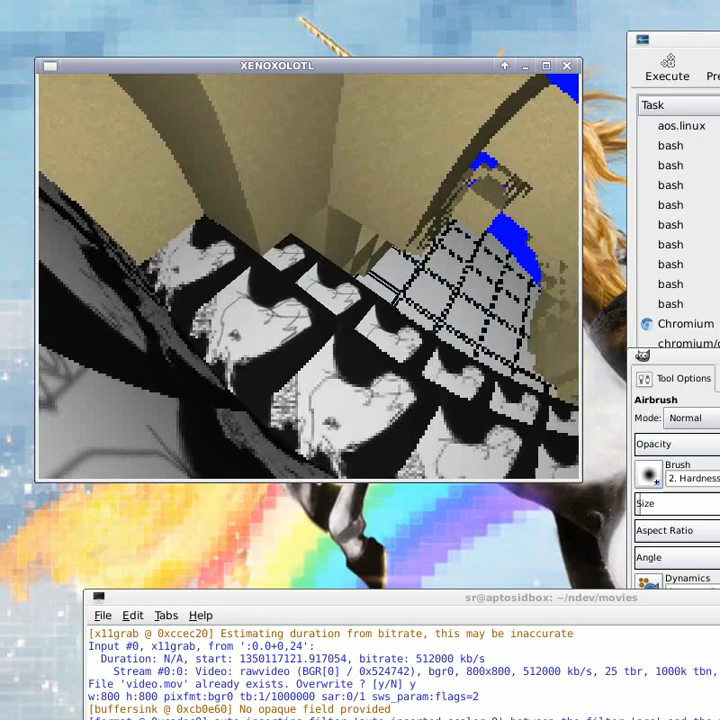 XENOXOLOTL
Execute
Task
aos.linux
bash
bash
bash
bash
bash
bash
bash
bash
bash
Chromium
chromium/
Tool Options
Airbrush
Mode: Normal
Opacity
Brush
2. Hardness
Size
Aspect Ratio
Angle
Dynamics
sr@aptosidbox: ~/ndev/movies
File Edit Tabs Help
[x11grab @ 0xccec20] Estimating duration from bitrate, this may be inaccurate
Input #0, x11grab, from ':0.0+0,24':
Duration: N/A, start: 1350117121.917054, bitrate: 512000 kb/s
Stream #0:0: Video: rawvideo (BGR[0] / 0x524742), bgr0, 800x800, 512000 kb/s, 25 tbr, 1000k tbn,
File 'video.mov' already exists. Overwrite ? [y/N] y
w:800 h:800 pixfmt:bgr0 tb:1/1000000 sar:0/1 sws_param:flags=2
[buffersink @ 0xcb0e60] No opaque field provided